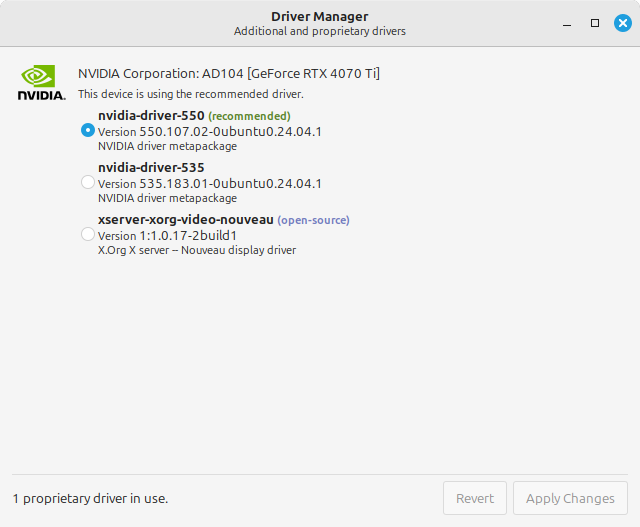 Driver Manager
Additional and proprietary drivers
NVIDIA Corporation: AD104 [GeForce RTX 4070 Ti]
NVIDIA.
This device is using the recommended driver.
nvidia-driver-550 (recommended)
Version 550.107.02-0ubuntu0.24.04.1
NVIDIA driver metapackage
nvidia-driver-535
Version 535.183.01-0ubuntu0.24.04.1
NVIDIA driver metapackage
xserver-xorg-video-nouveau (open-source)
Version 1:1.0.17-2build1
X.Org X server -- Nouveau display driver
1 proprietary driver in use.
Revert
Apply Changes